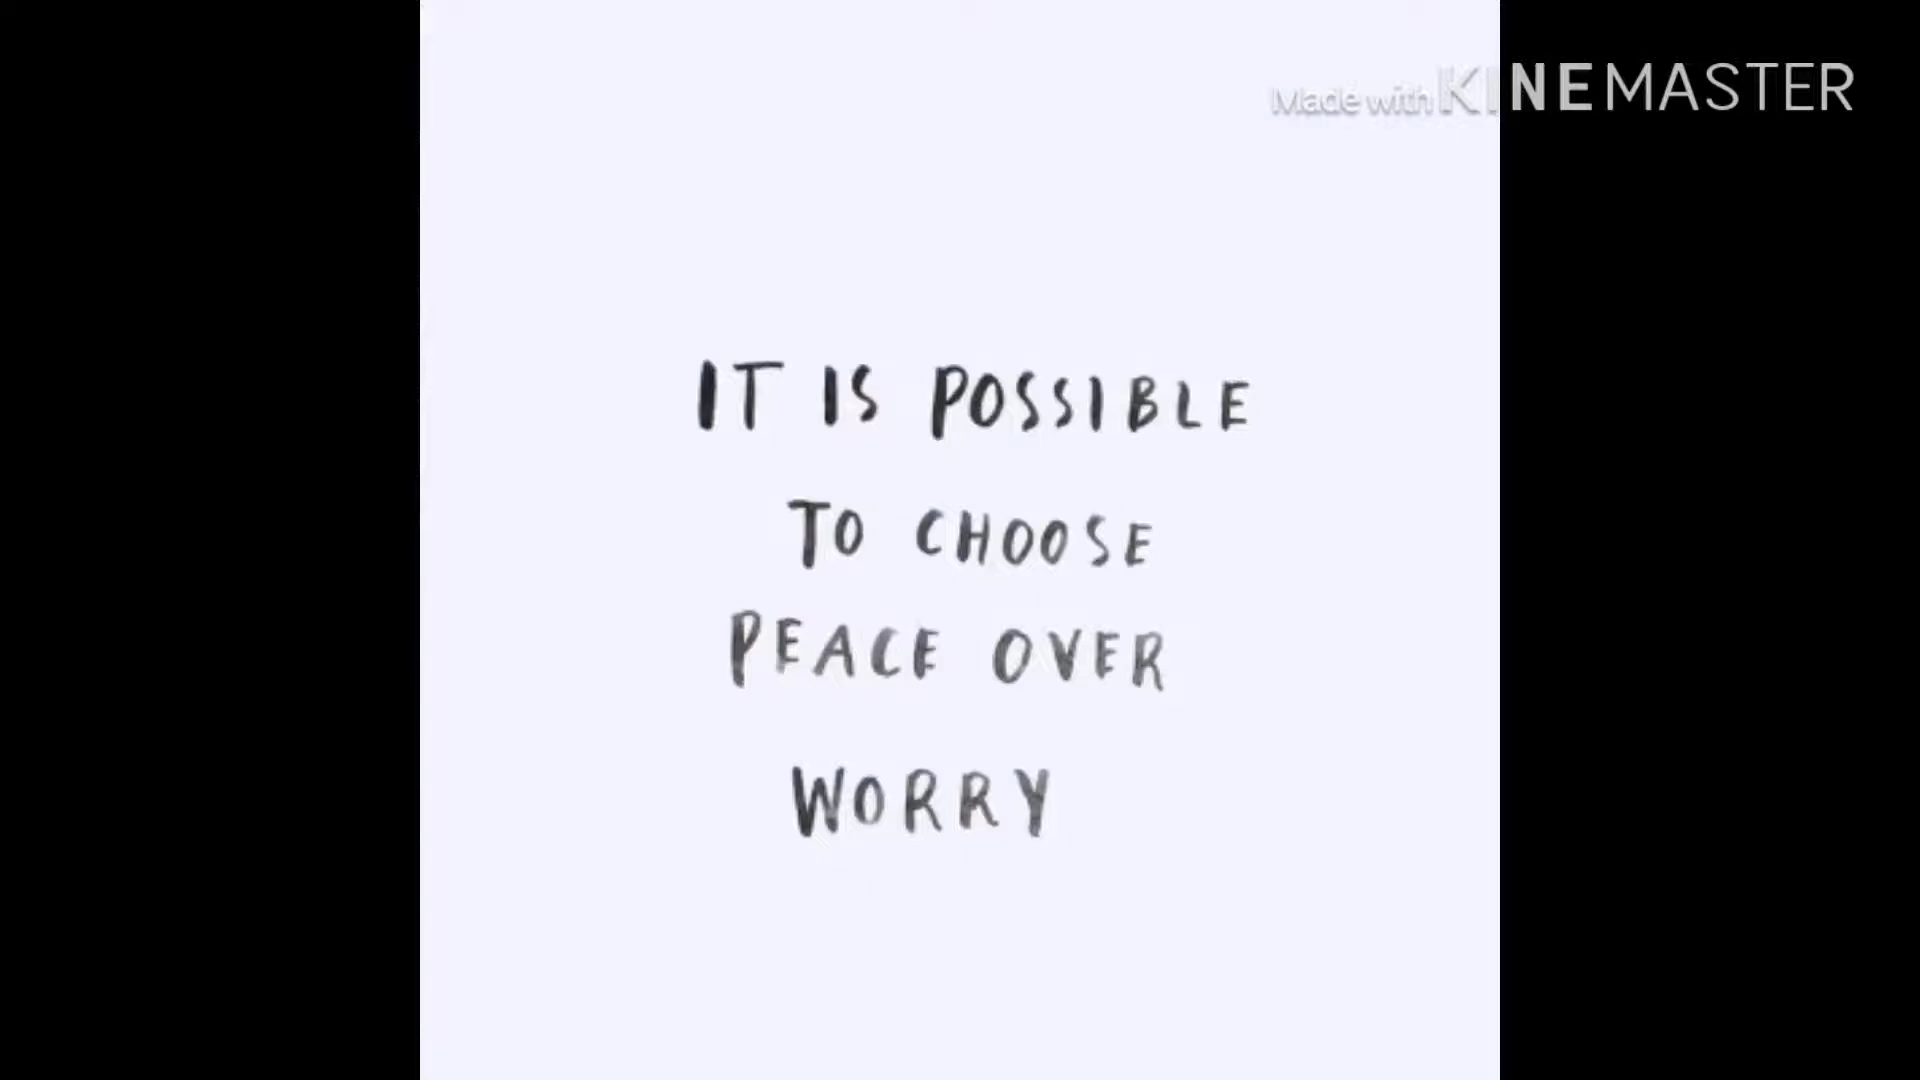 Made with KINEMASTER
IT IS POSSIBLE
TO CHOOSE
PEACE OVER
WORRY